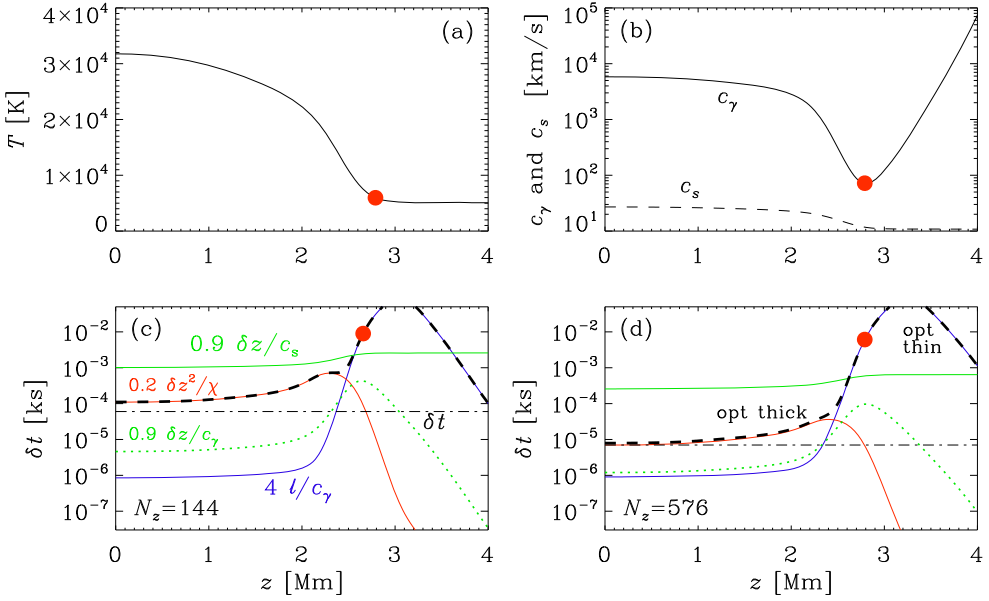 4×10⁴
3×10⁴
2×10⁴
1×10⁴
0
T [K]
(a)
0 1 2 3 4
10⁵
10⁴
10³
10²
10¹
c_γ and c_s [km/s]
(b)
c_γ
c_s
0 1 2 3 4
10⁻²
10⁻³
10⁻⁴
10⁻⁵
10⁻⁶
10⁻⁷
δt [ks]
(c)
0.9 δz/c_s
0.2 δz²/χ
δt
0.9 δz/c_γ
4 l/c_γ
N_z=144
0 1 2 3 4
z [Mm]
10⁻²
10⁻³
10⁻⁴
10⁻⁵
10⁻⁶
10⁻⁷
δt [ks]
(d)
opt
thin
opt thick
N_z=576
0 1 2 3 4
z [Mm]